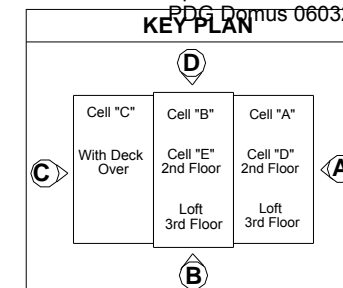 PDG Domus 06032
KEY PLAN
D
Cell "C"
With Deck
Over
Cell "B"
Cell "E"
2nd Floor
Loft
3rd Floor
Cell "A"
Cell "D"
2nd Floor
Loft
3rd Floor
C
A
B